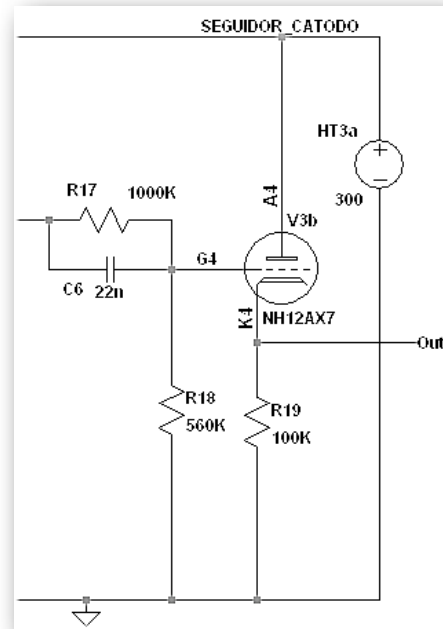 SEGUIDOR_CATODO
HT3a
300
R17 1000K
A4
V3b
G4
C6 22n
K4
NH12AX7
Out
R18
560K
R19
100K